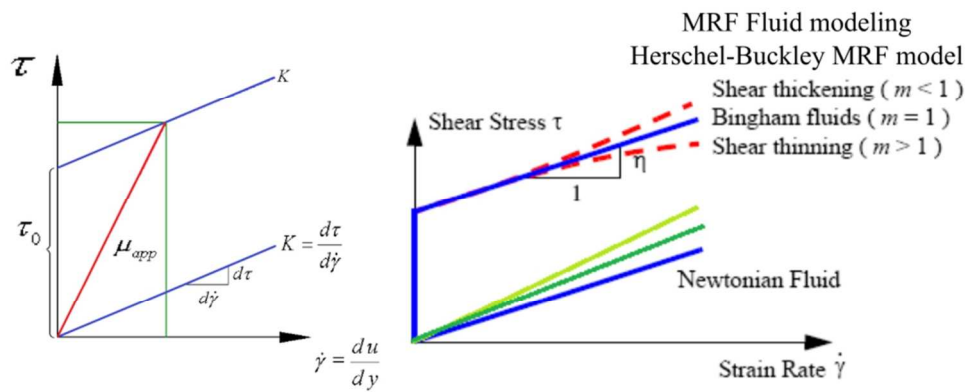 τ
K
τ₀
μ_app
K = dτ/dγ̇
dτ
dγ̇
γ̇ = du/dy
MRF Fluid modeling
Herschel-Buckley MRF model
Shear thickening ( m < 1 )
Bingham fluids ( m = 1 )
Shear thinning ( m > 1 )
Shear Stress τ
η
1
Newtonian Fluid
Strain Rate γ̇